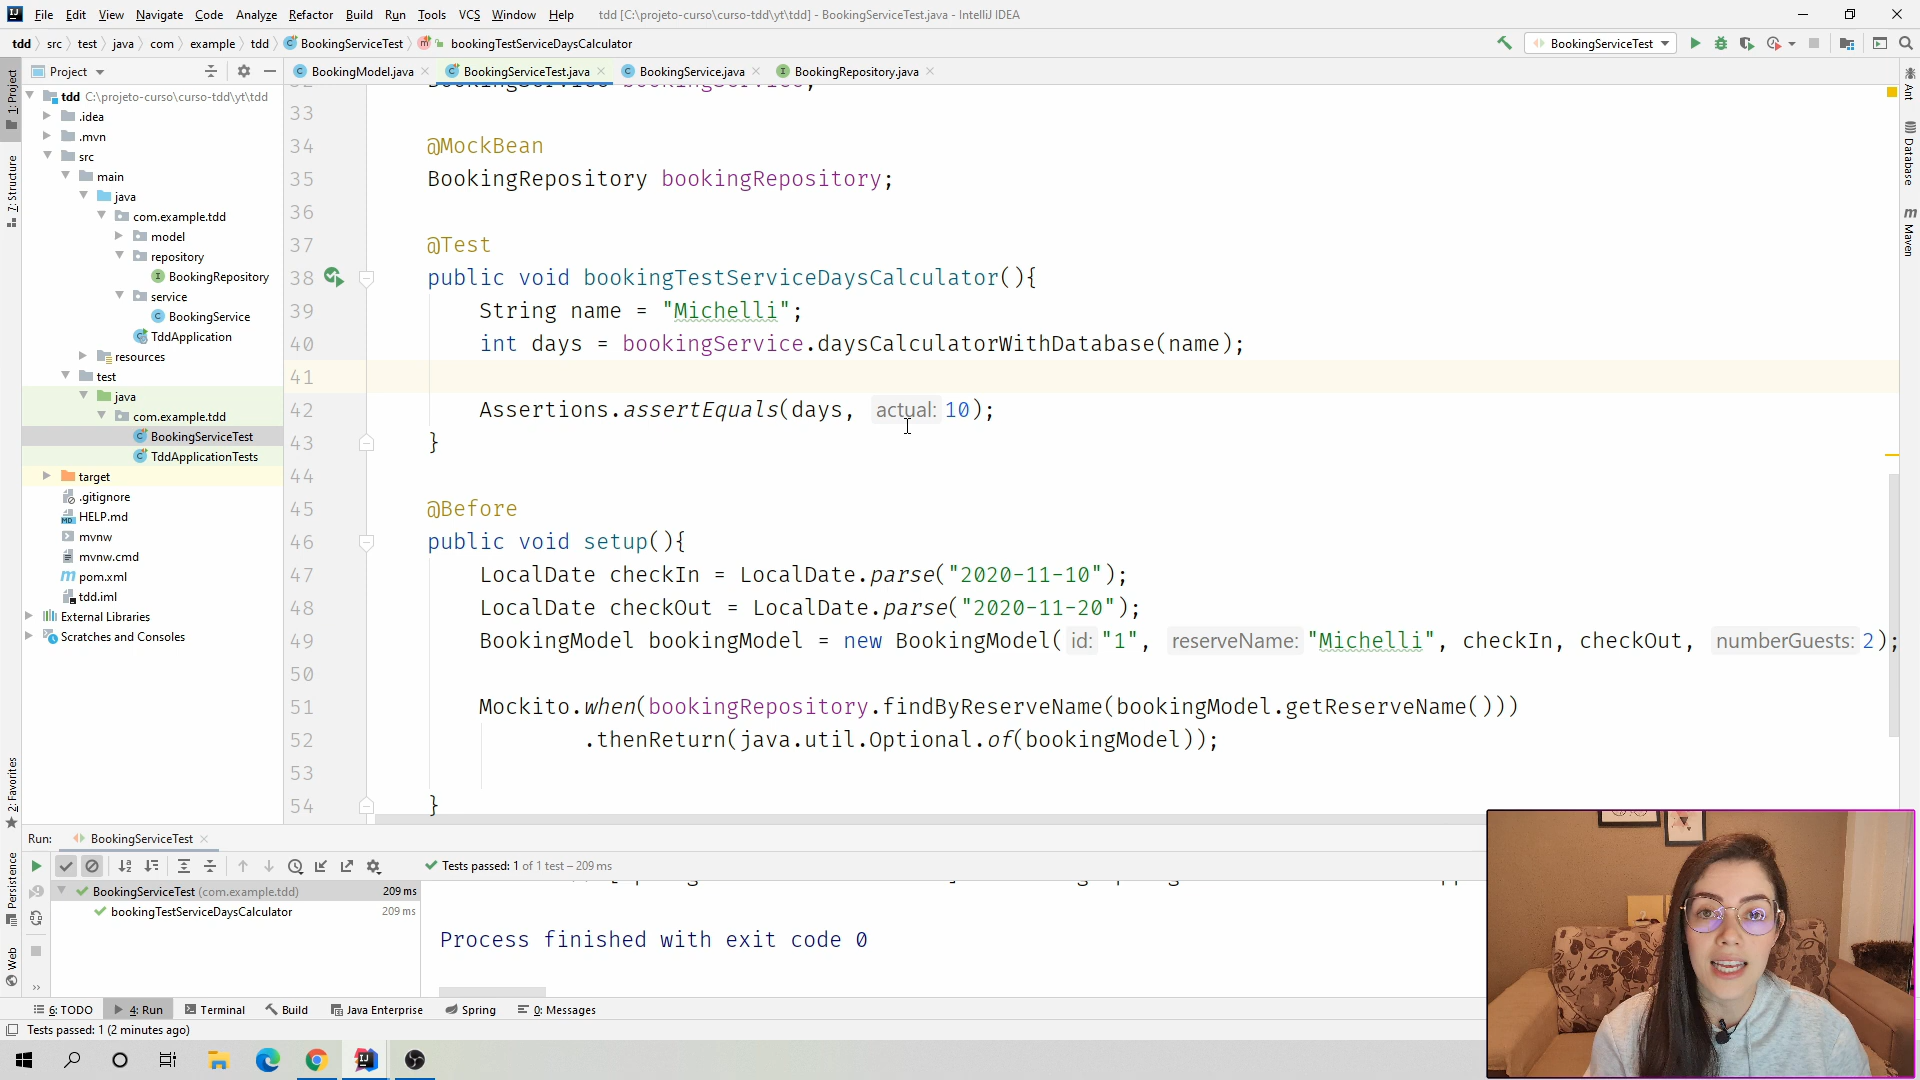 File Edit View Navigate Code Analyze Refactor Build Run Tools VCS Window Help tdd [C:\projeto-curso\curso-tdd\yt\tdd] - BookingServiceTest.java - IntelliJ IDEA
tdd src test java com example tdd BookingServiceTest bookingTestServiceDaysCalculator BookingServiceTest
Project BookingModel.java BookingServiceTest.java BookingService.java BookingRepository.java
1: Project
7: Structure
2: Favorites
Persistence
Web
Ant
Database
Maven
tdd C:\projeto-curso\curso-tdd\yt\tdd
.idea
.mvn
src
main
java
com.example.tdd
model
repository
BookingRepository
service
BookingService
TddApplication
resources
test
java
com.example.tdd
BookingServiceTest
TddApplicationTests
target
.gitignore
HELP.md
mvnw
mvnw.cmd
pom.xml
tdd.iml
External Libraries
Scratches and Consoles
33
34 @MockBean
35 BookingRepository bookingRepository;
36
37 @Test
38 public void bookingTestServiceDaysCalculator(){
39 String name = "Michelli";
40 int days = bookingService.daysCalculatorWithDatabase(name);
41
42 Assertions.assertEquals(days, actual: 10);
43 }
44
45 @Before
46 public void setup(){
47 LocalDate checkIn = LocalDate.parse("2020-11-10");
48 LocalDate checkOut = LocalDate.parse("2020-11-20");
49 BookingModel bookingModel = new BookingModel( id: "1", reserveName: "Michelli", checkIn, checkOut, numberGuests: 2);
50
51 Mockito.when(bookingRepository.findByReserveName(bookingModel.getReserveName()))
52 .thenReturn(java.util.Optional.of(bookingModel));
53
54 }
Run: BookingServiceTest
Tests passed: 1 of 1 test – 209 ms
BookingServiceTest (com.example.tdd) 209 ms
bookingTestServiceDaysCalculator 209 ms
Process finished with exit code 0
6: TODO 4: Run Terminal Build Java Enterprise Spring 0: Messages
Tests passed: 1 (2 minutes ago)